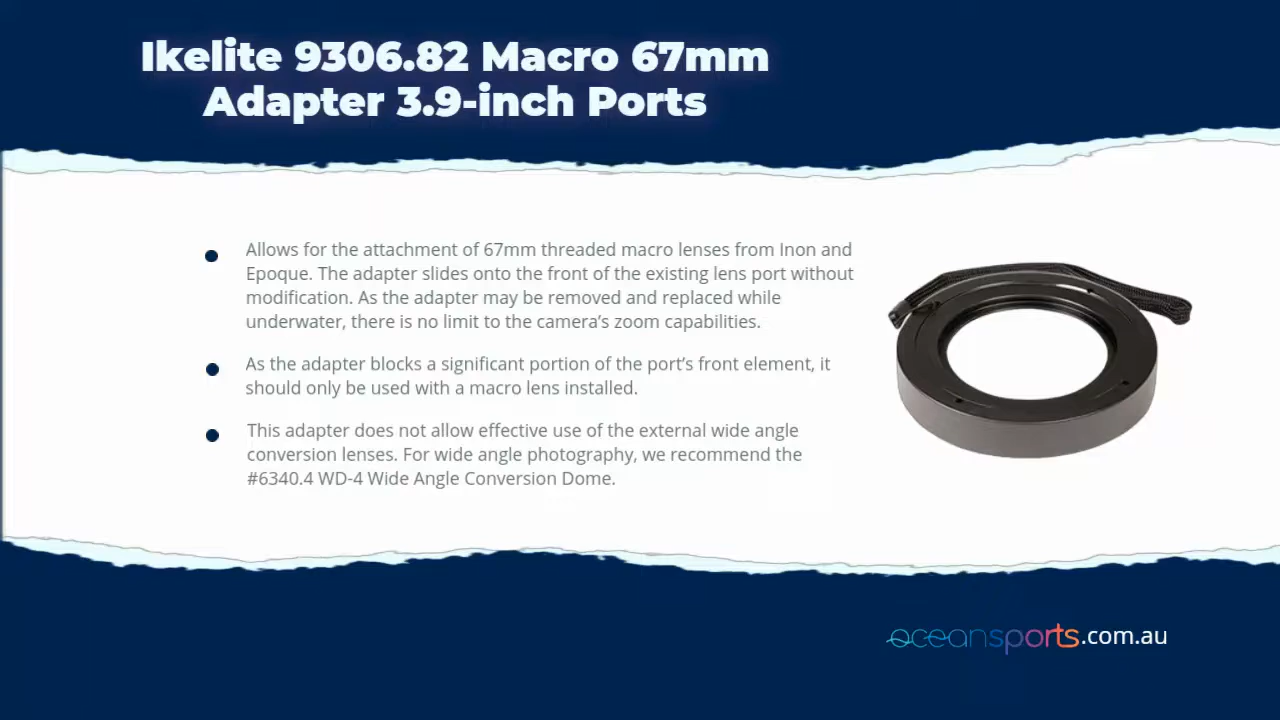 Ikelite 9306.82 Macro 67mm
Adapter 3.9-inch Ports
Allows for the attachment of 67mm threaded macro lenses from Inon and
Epoque. The adapter slides onto the front of the existing lens port without
modification. As the adapter may be removed and replaced while
underwater, there is no limit to the camera’s zoom capabilities.
As the adapter blocks a significant portion of the port’s front element, it
should only be used with a macro lens installed.
This adapter does not allow effective use of the external wide angle
conversion lenses. For wide angle photography, we recommend the
#6340.4 WD-4 Wide Angle Conversion Dome.
oceansports.com.au